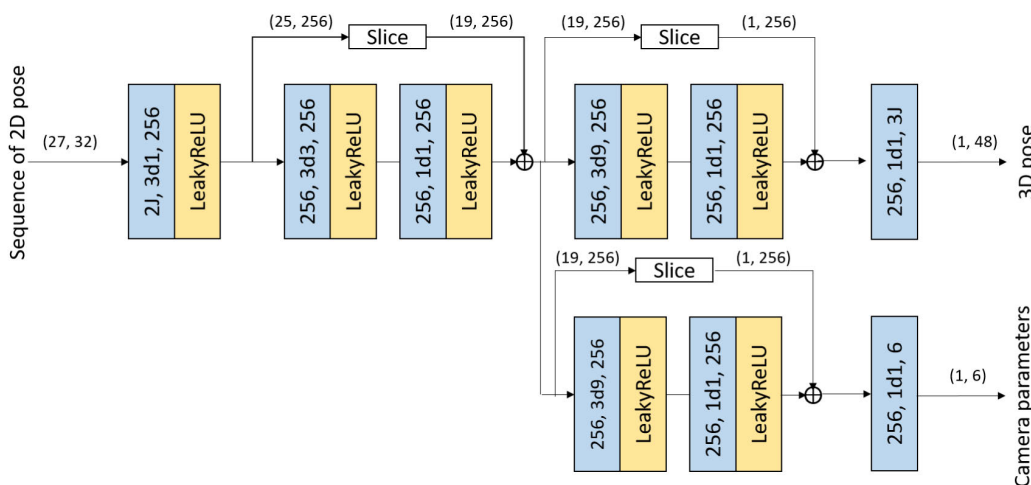 (25, 256)
Slice
(19, 256)
(19, 256)
Slice
(1, 256)
Sequence of 2D pose
(27, 32)
2J, 3d1, 256
LeakyReLU
256, 3d3, 256
LeakyReLU
256, 1d1, 256
LeakyReLU
256, 3d9, 256
LeakyReLU
256, 1d1, 256
LeakyReLU
256, 1d1, 3J
(1, 48)
3D pose
(19, 256)
Slice
(1, 256)
256, 3d9, 256
LeakyReLU
256, 1d1, 256
LeakyReLU
256, 1d1, 6
(1, 6)
Camera parameters